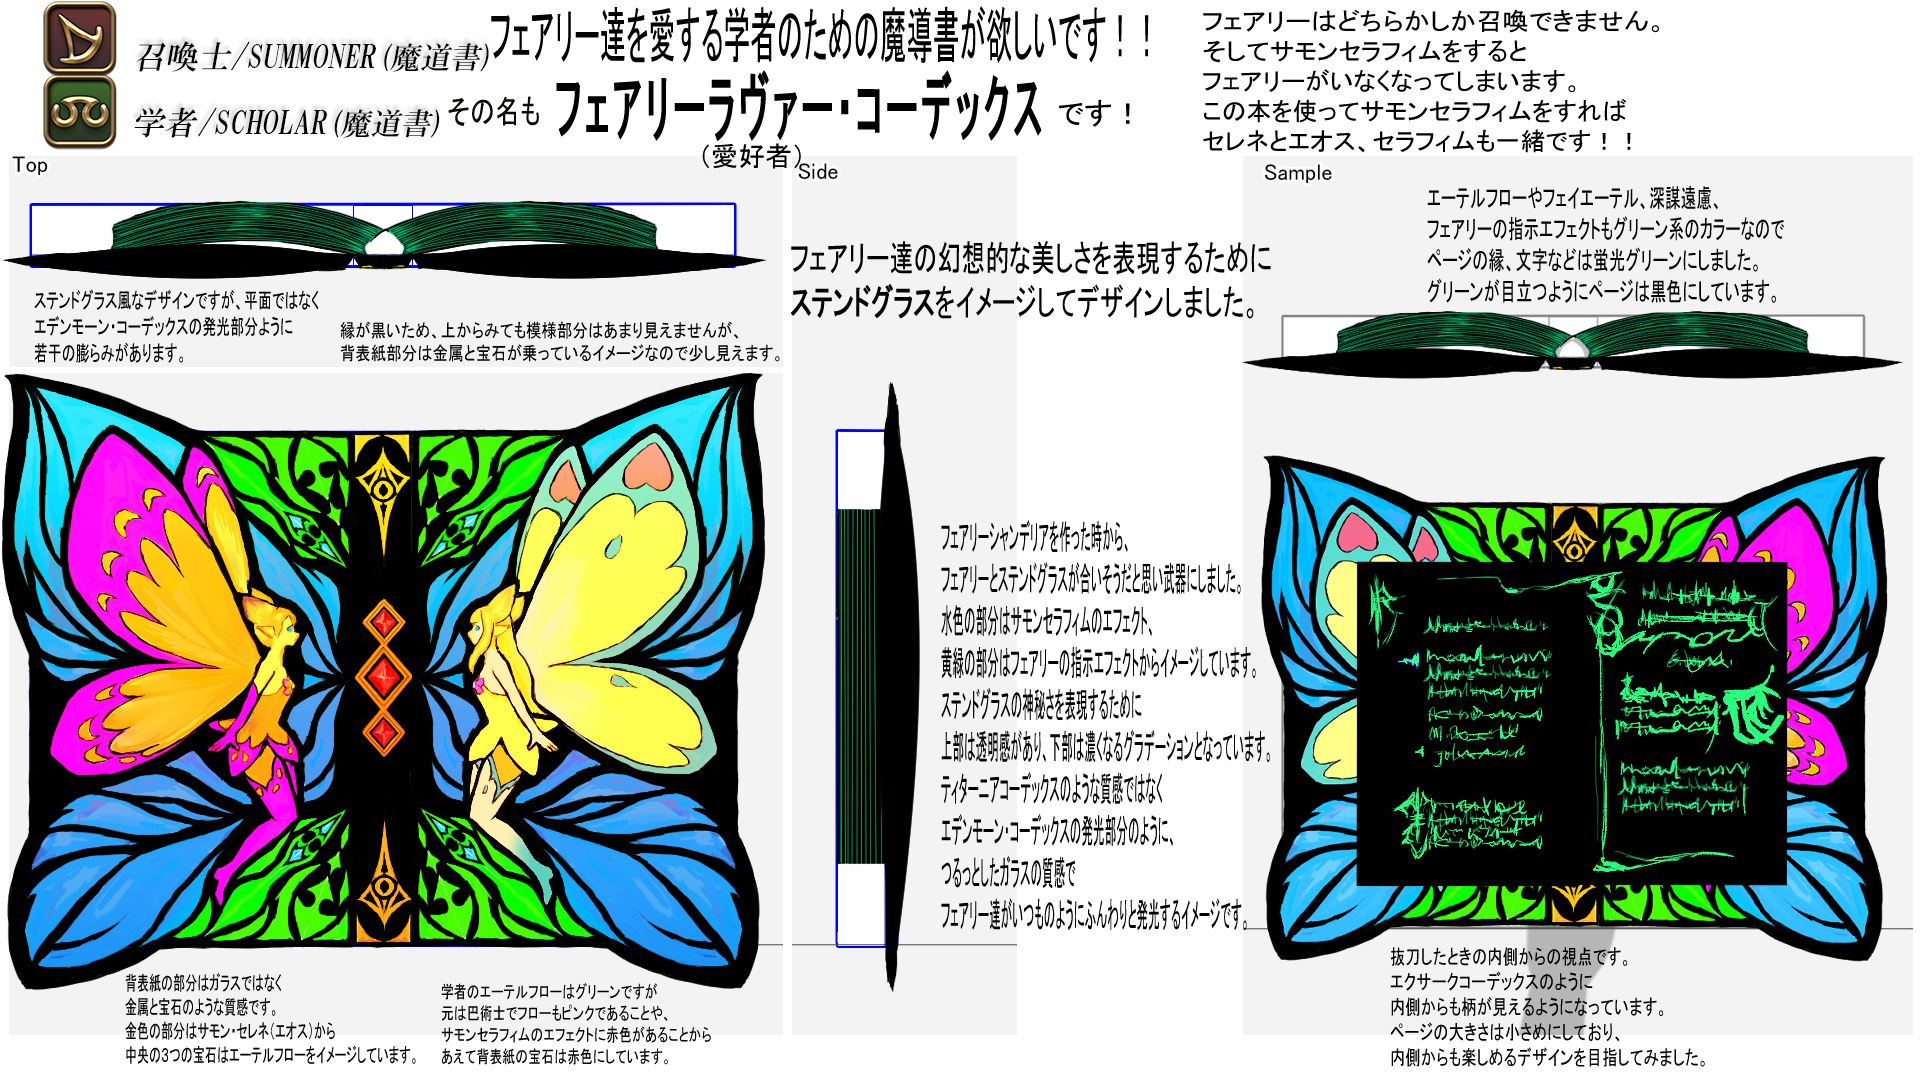 召喚士/SUMMONER(魔道書)
学者/SCHOLAR(魔道書)
フェアリー達を愛する学者のための魔導書が欲しいです！！
その名も フェアリーラヴァー・コーデックス です！
(愛好者)
フェアリーはどちらかしか召喚できません。
そしてサモンセラフィムをすると
フェアリーがいなくなってしまいます。
この本を使ってサモンセラフィムをすれば
セレネとエオス、セラフィムも一緒です！！
Top
ステンドグラス風なデザインですが、平面ではなく
エデンモーン・コーデックスの発光部分ように
若干の膨らみがあります。
縁が黒いため、上からみても模様部分はあまり見えませんが、
背表紙部分は金属と宝石が乗っているイメージなので少し見えます。
Side
フェアリー達の幻想的な美しさを表現するために
ステンドグラスをイメージしてデザインしました。
フェアリーシャンデリアを作った時から、
フェアリーとステンドグラスが合いそうだと思い武器にしました。
水色の部分はサモンセラフィムのエフェクト、
黄緑の部分はフェアリーの指示エフェクトからイメージしています。
ステンドグラスの神秘さを表現するために
上部は透明感があり、下部は濃くなるグラデーションとなっています。
ティターニアコーデックスのような質感ではなく
エデンモーン・コーデックスの発光部分のように、
つるっとしたガラスの質感で
フェアリー達がいつものようにふんわりと発光するイメージです。
Sample
エーテルフローやフェイエーテル、深謀遠慮、
フェアリーの指示エフェクトもグリーン系のカラーなので
ページの縁、文字などは蛍光グリーンにしました。
グリーンが目立つようにページは黒色にしています。
背表紙の部分はガラスではなく
金属と宝石のような質感です。
金色の部分はサモン・セレネ(エオス)から
中央の3つの宝石はエーテルフローをイメージしています。
学者のエーテルフローはグリーンですが
元は巴術士でフローもピンクであることや、
サモンセラフィムのエフェクトに赤色があることから
あえて背表紙の宝石は赤色にしています。
抜刀したときの内側からの視点です。
エクサークコーデックスのように
内側からも柄が見えるようになっています。
ページの大きさは小さめにしており、
内側からも楽しめるデザインを目指してみました。